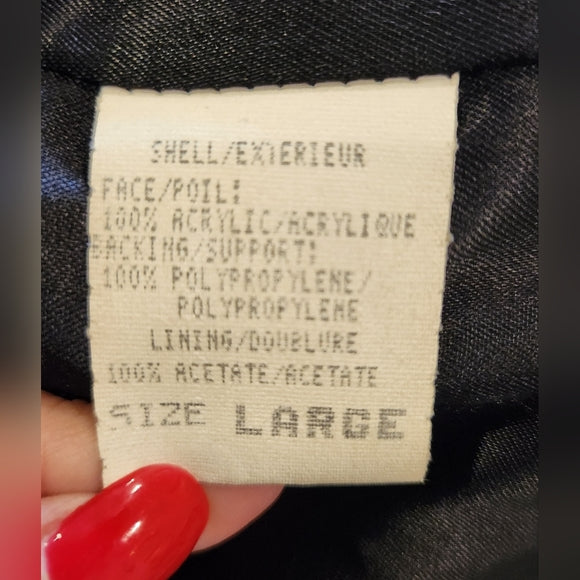 SHELL/EXTERIEUR
FACE/POIL:
100% ACRYLIC/ACRYLIQUE
BACKING/SUPPORT:
100% POLYPROPYLENE/
POLYPROPYLENE
LINING/DOUBLURE
100% ACETATE/ACETATE
SIZE LARGE